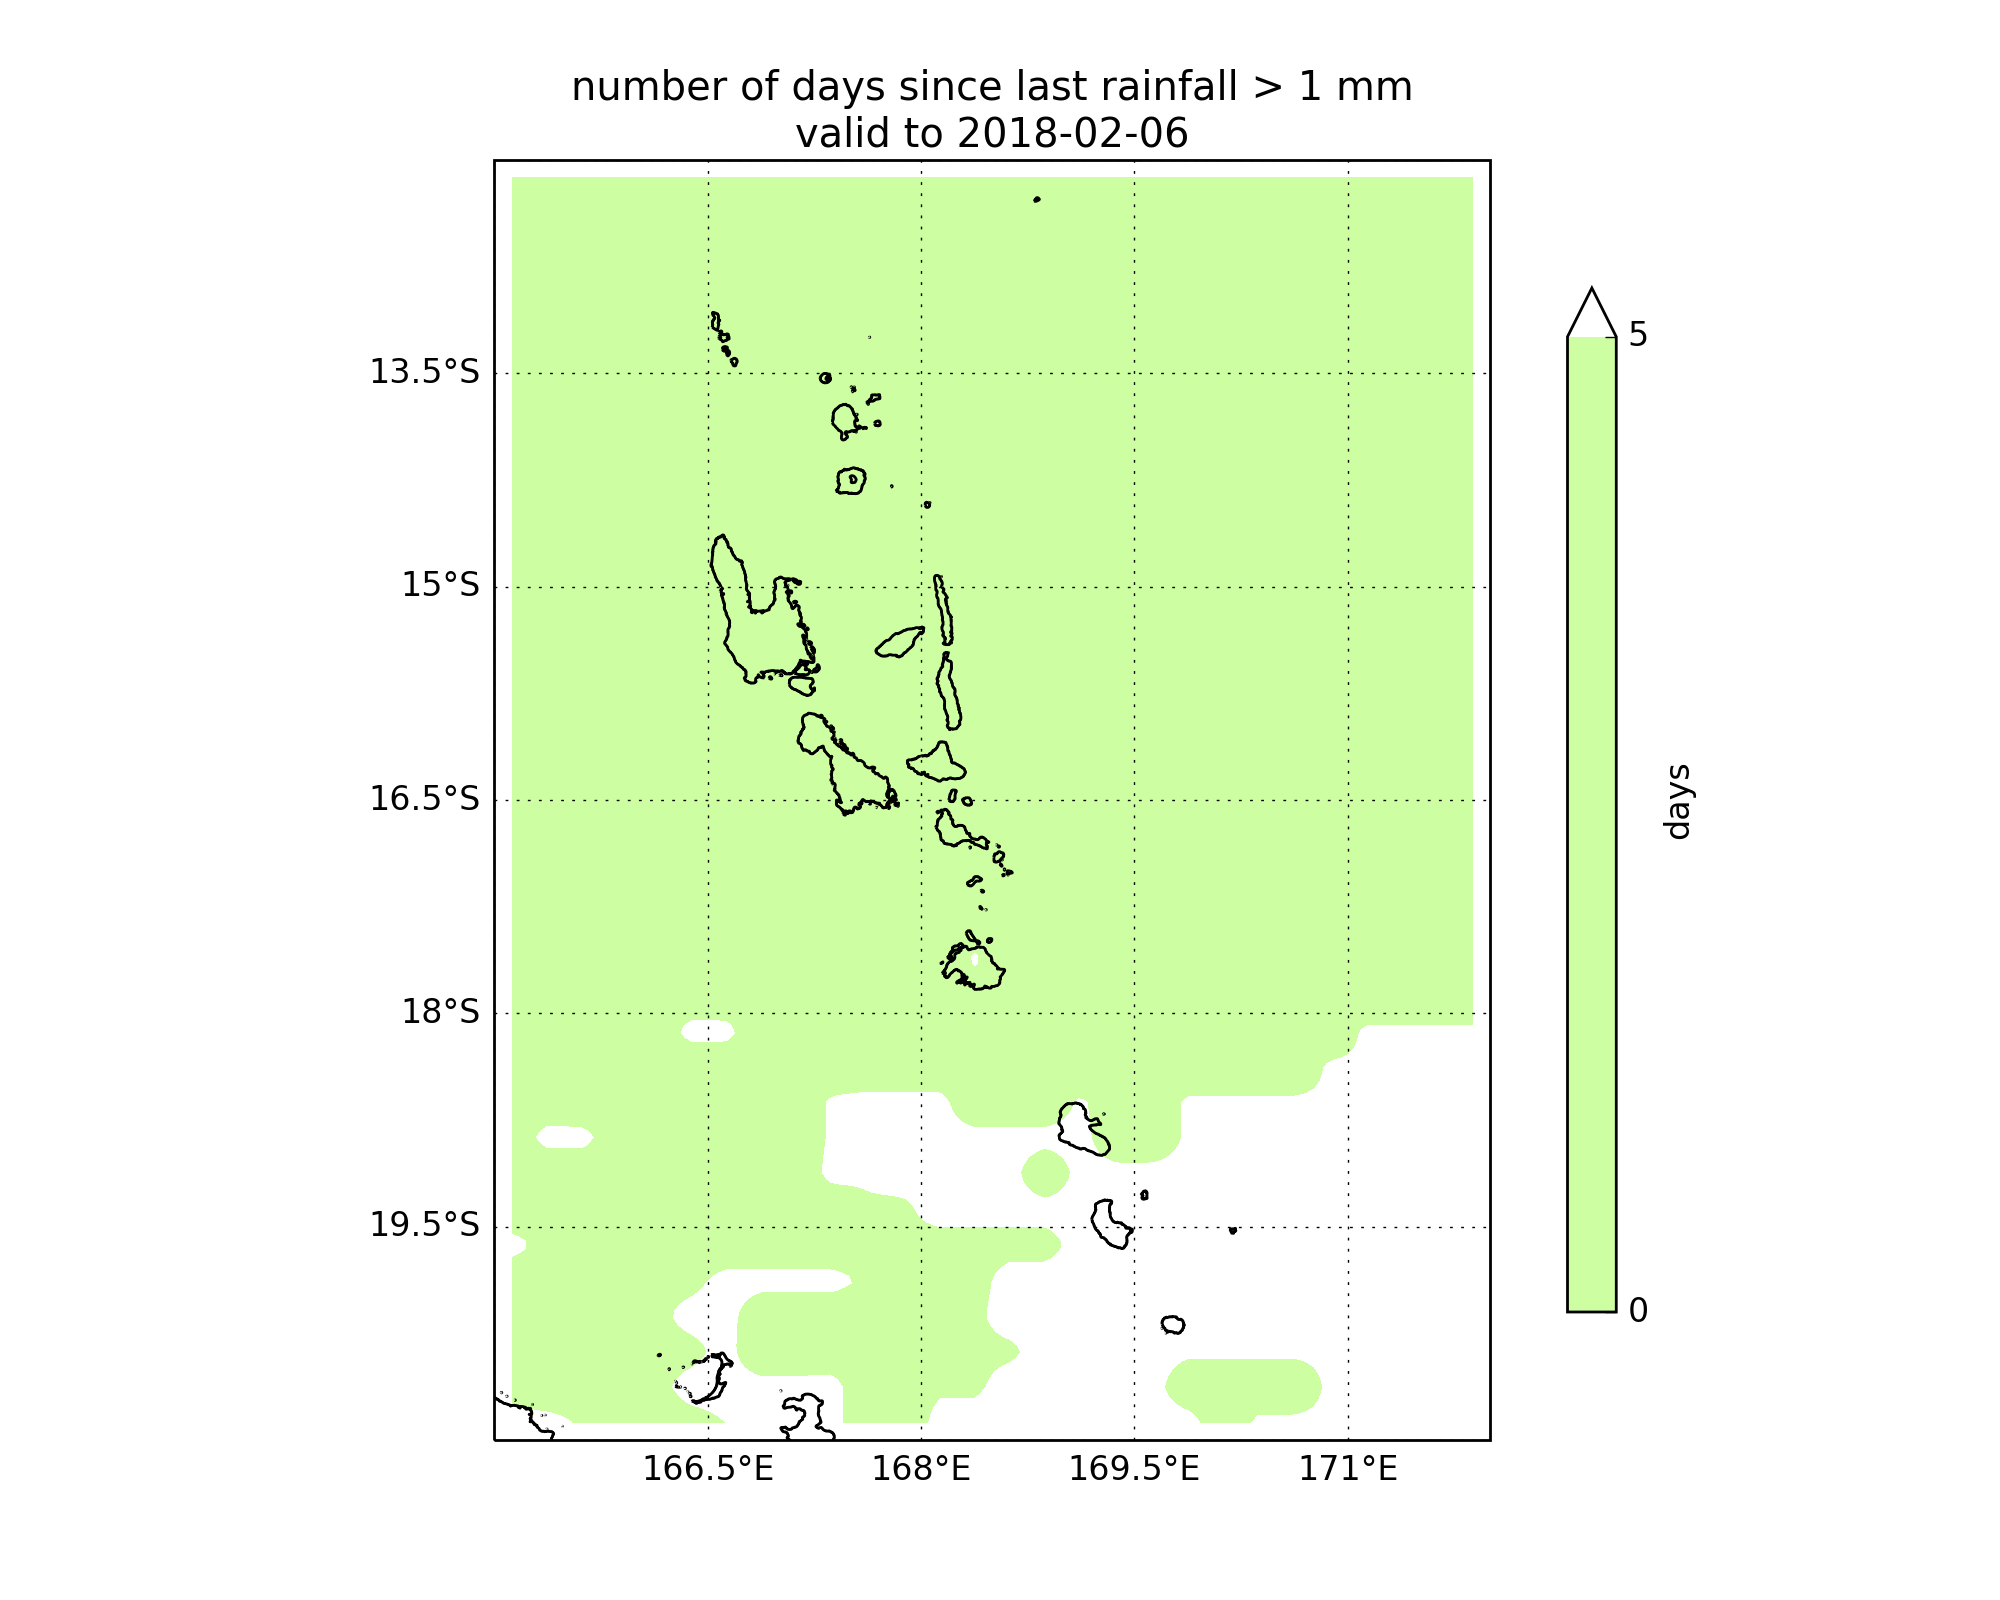 number of days since last rainfall > 1 mm
valid to 2018-02-06
13.5°S
15°S
16.5°S
18°S
19.5°S
166.5°E
168°E
169.5°E
171°E
5
days
0